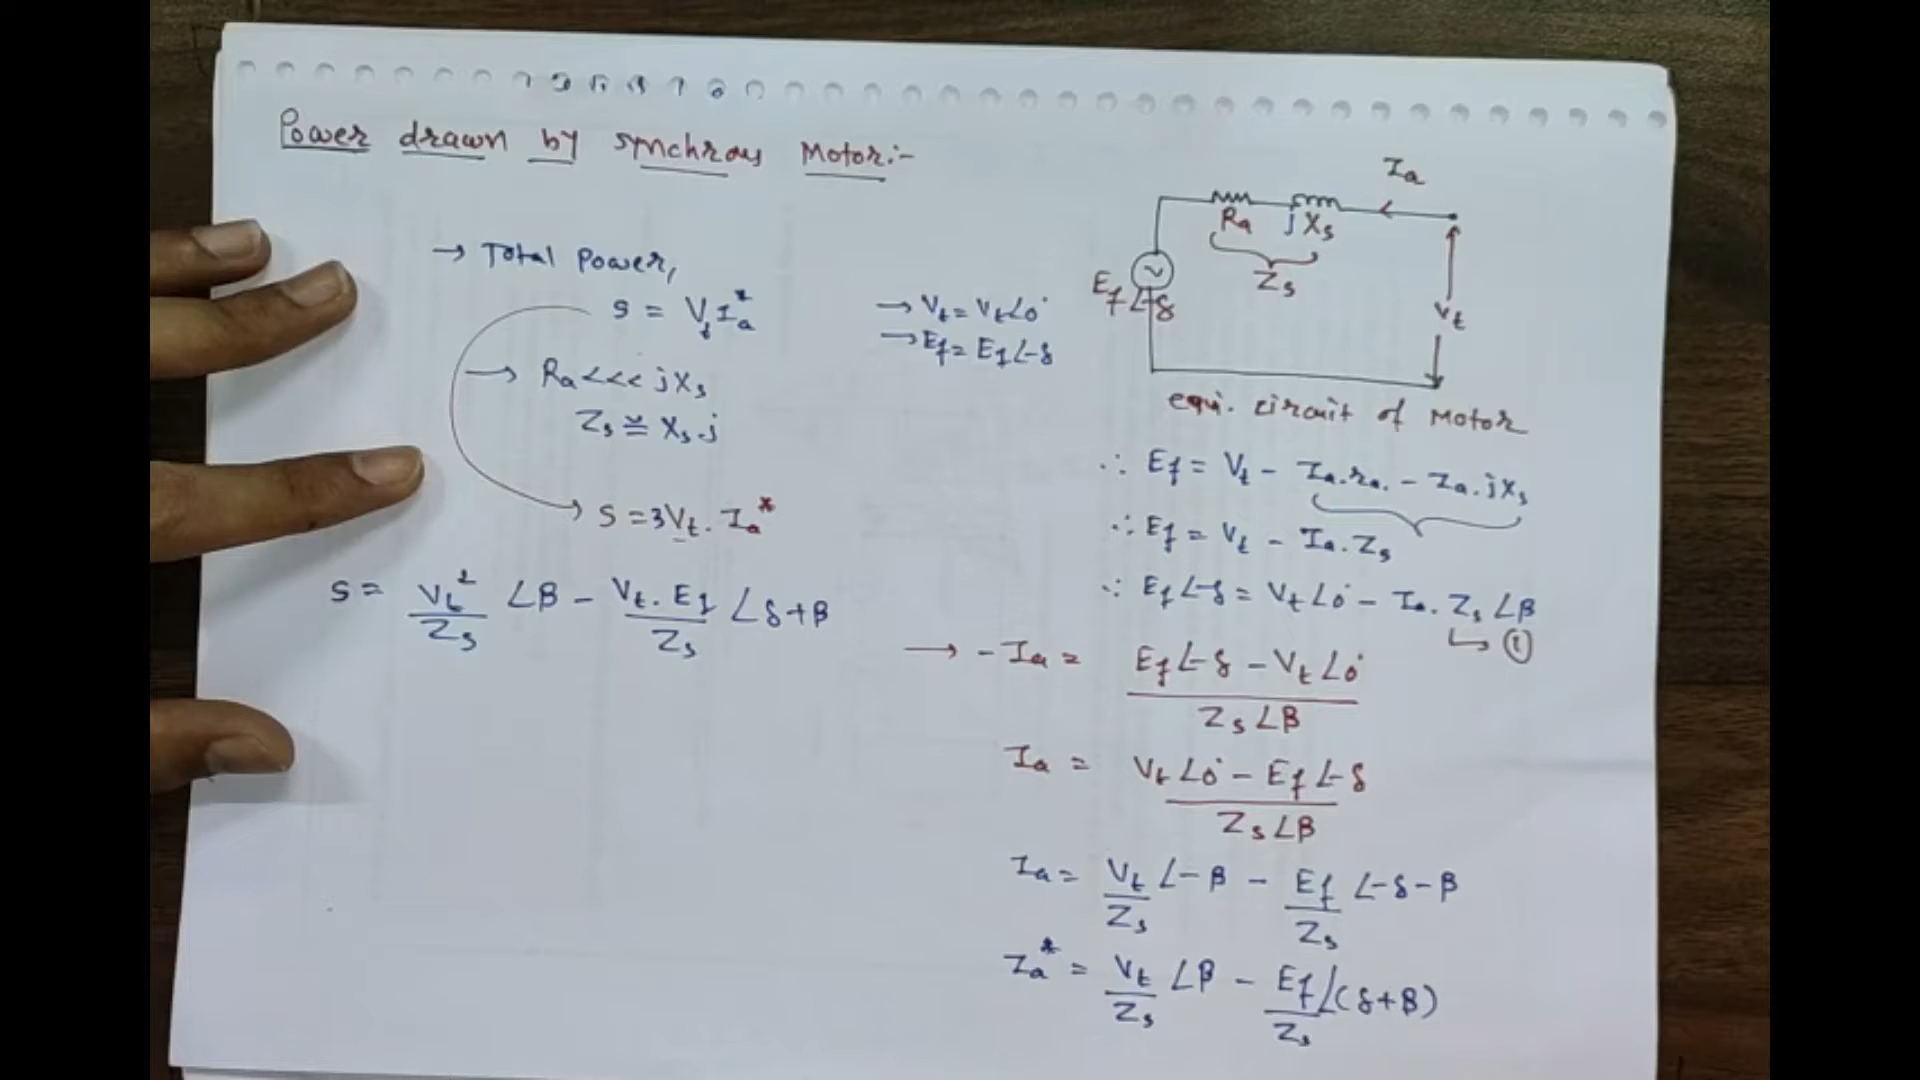 Power drawn by synchrous Motor:-
→ Total Power,
S = VₜIₐ*
→ Ra <<< jXs
Zs ≅ Xs.j
→ S = 3Vt . Ia*
S = Vt²/Zs ∠β - Vt.Ef/Zs ∠δ+β
→ Vt = Vt∠0°
→ Ef = Ef∠-δ
Ia
Ra jXs
Zs
Ef∠-δ
Vt
equi. circuit of Motor
∴ Ef = Vt - Ia.ra. - Ia.jXs
∴ Ef = Vt - Ia.Zs
∴ Ef∠-δ = Vt∠0° - Ia.Zs∠β
↳ ①
→ -Ia = Ef∠-δ - Vt∠0° / Zs∠β
Ia = Vt∠0° - Ef∠-δ / Zs∠β
Ia = Vt/Zs ∠-β - Ef/Zs ∠-δ-β
Ia* = Vt/Zs ∠β - Ef/Zs ∠(δ+β)